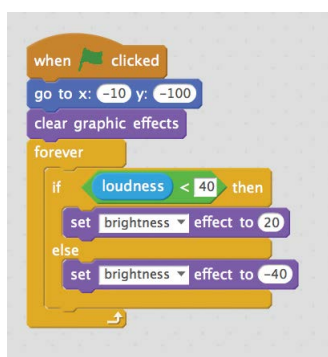 when clicked
go to x: -10 y: -100
clear graphic effects
forever
if loudness < 40 then
set brightness effect to 20
else
set brightness effect to -40